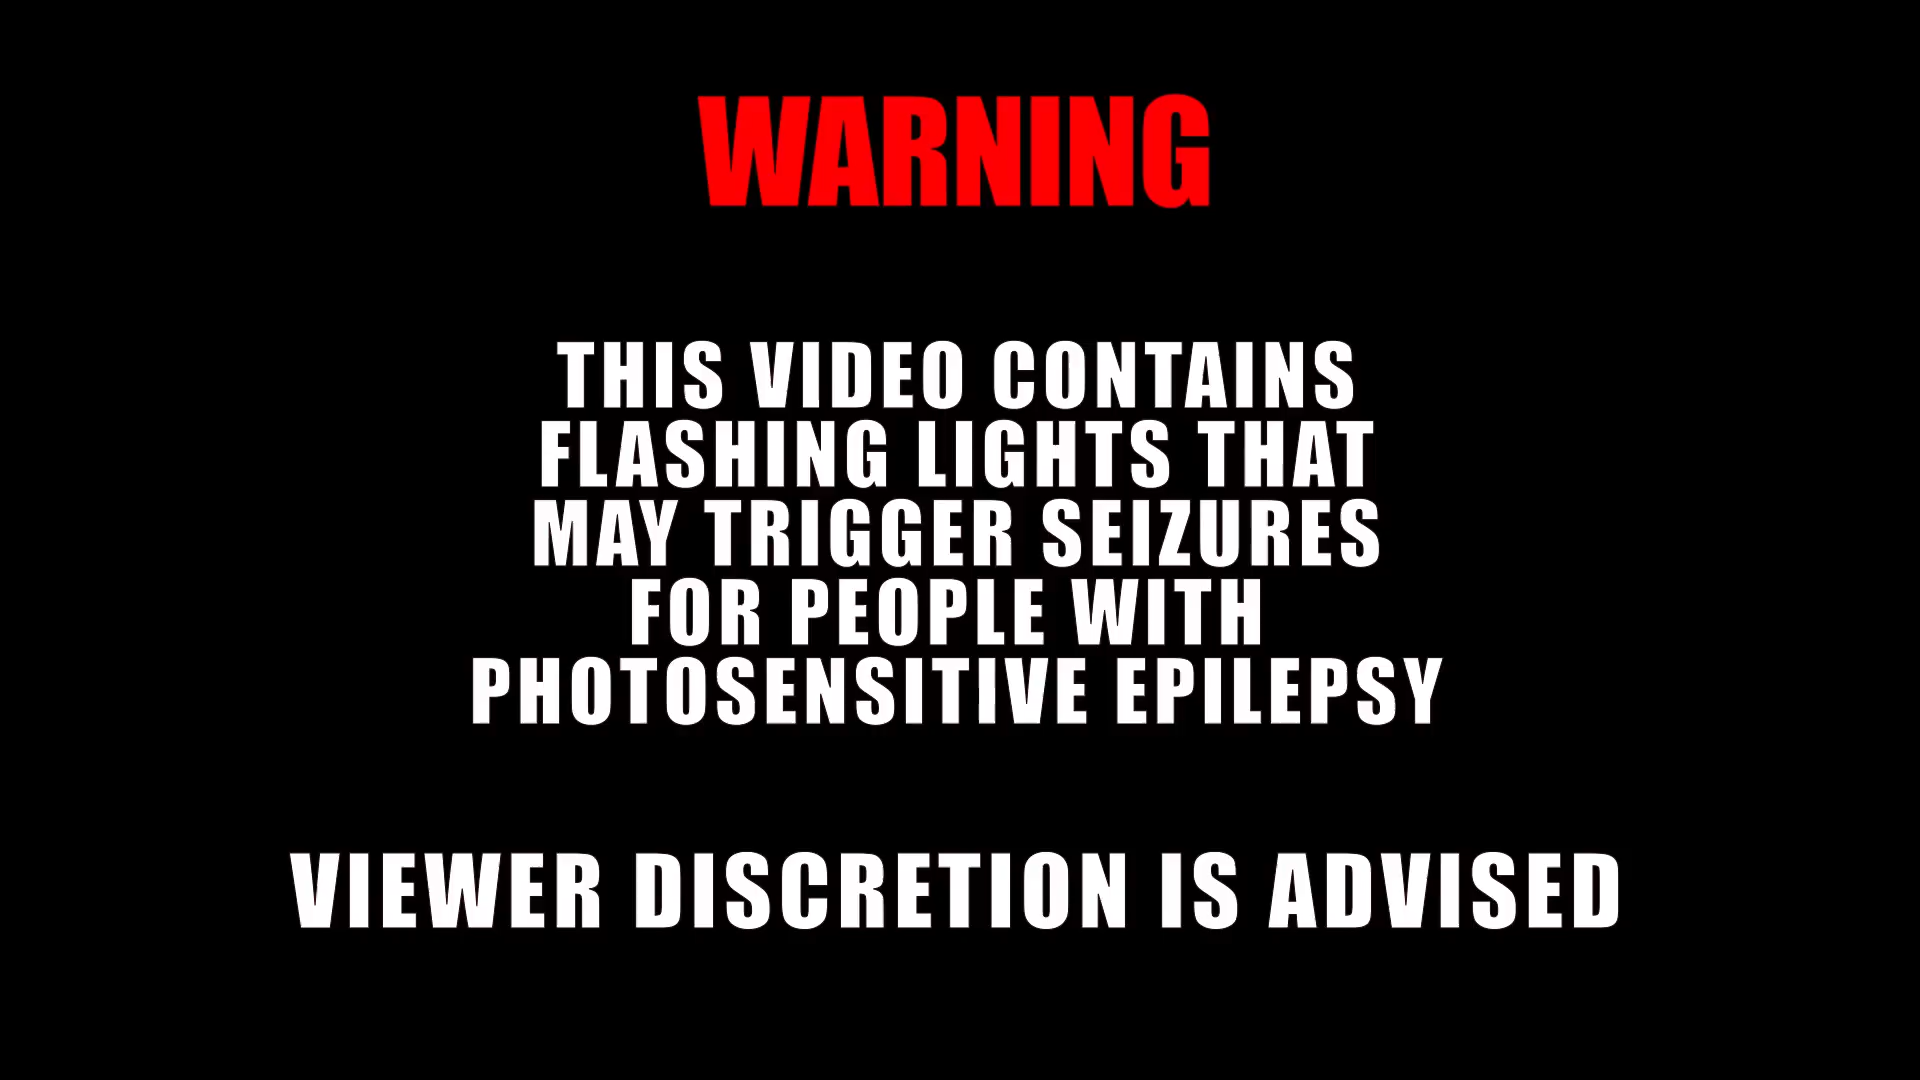 WARNING
THIS VIDEO CONTAINS
FLASHING LIGHTS THAT
MAY TRIGGER SEIZURES
FOR PEOPLE WITH
PHOTOSENSITIVE EPILEPSY
VIEWER DISCRETION IS ADVISED